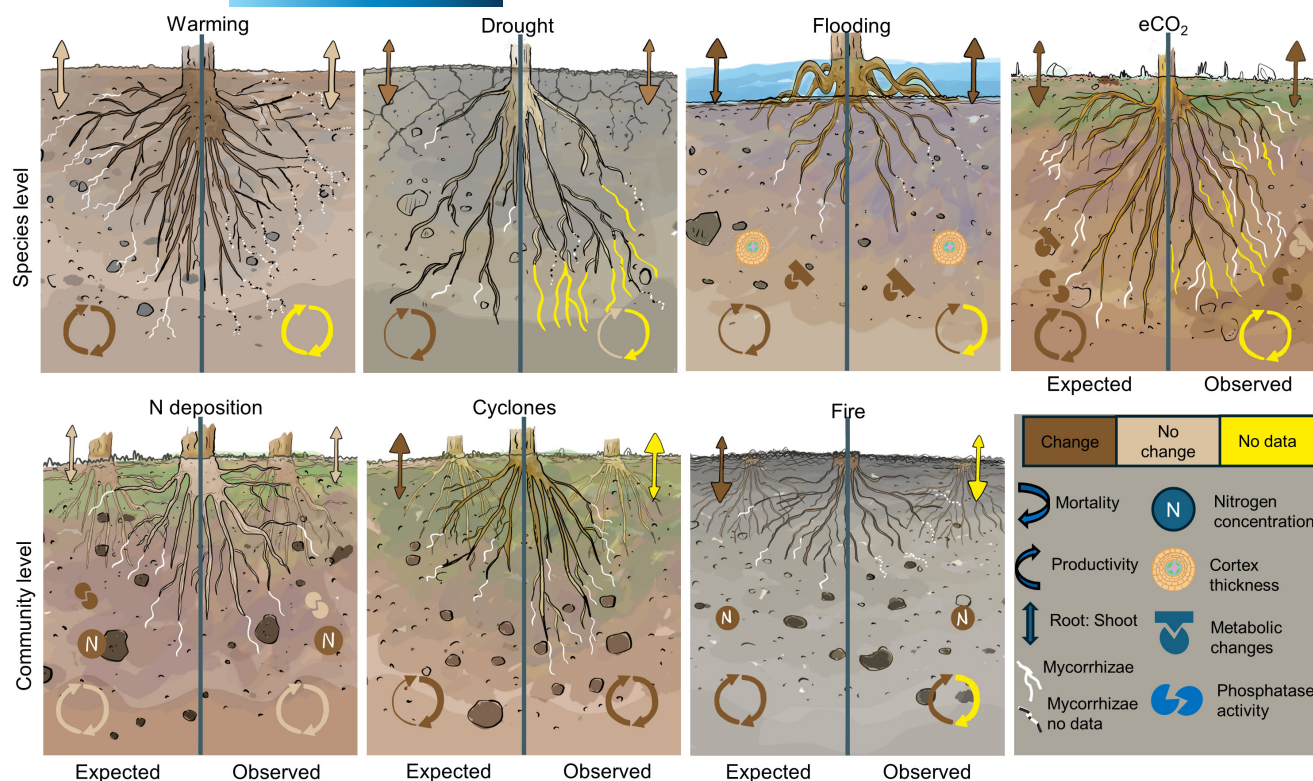 Warming
Drought
Flooding
eCO₂
Species level
Expected
Observed
N deposition
Cyclones
Fire
Community level
N
N
N
N
Expected
Observed
Expected
Observed
Expected
Observed
Change
No
change
No data
Mortality
N
Nitrogen
concentration
Productivity
Cortex
thickness
Root: Shoot
Metabolic
changes
Mycorrhizae
Mycorrhizae
no data
Phosphatase
activity